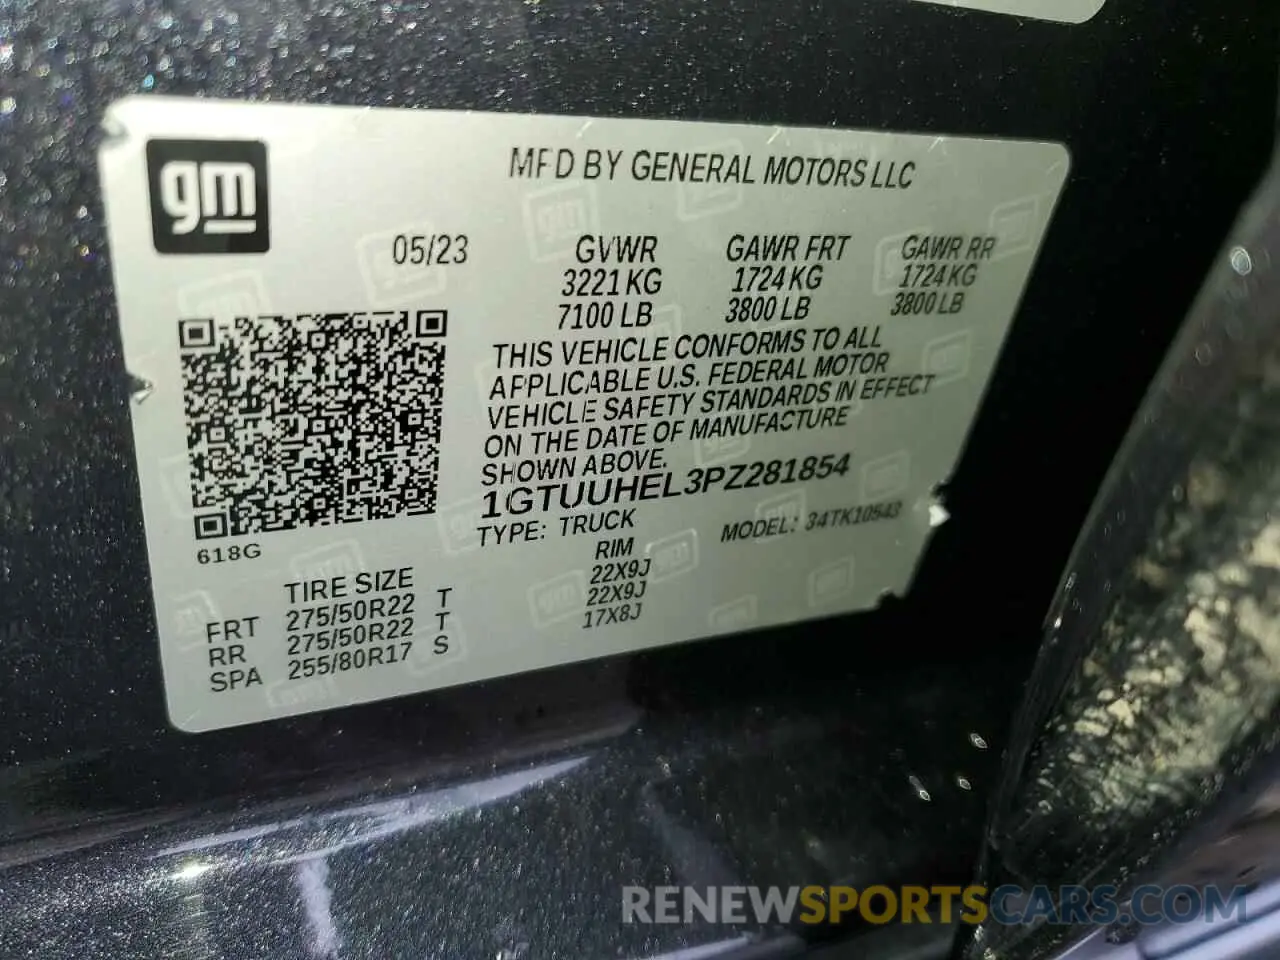 gm
MFD BY GENERAL MOTORS LLC
05/23 GVWR GAWR FRT GAWR RR
3221 KG 1724 KG 1724 KG
7100 LB 3800 LB 3800 LB
THIS VEHICLE CONFORMS TO ALL
APPLICABLE U.S. FEDERAL MOTOR
VEHICLE SAFETY STANDARDS IN EFFECT
ON THE DATE OF MANUFACTURE
SHOWN ABOVE.
1GTUUHEL3PZ281854
TYPE: TRUCK MODEL: 34TK10543
618G
TIRE SIZE RIM
FRT 275/50R22 T 22X9J
RR 275/50R22 T 22X9J
SPA 255/80R17 S 17X8J
RENEWSPORTSCARS.COM